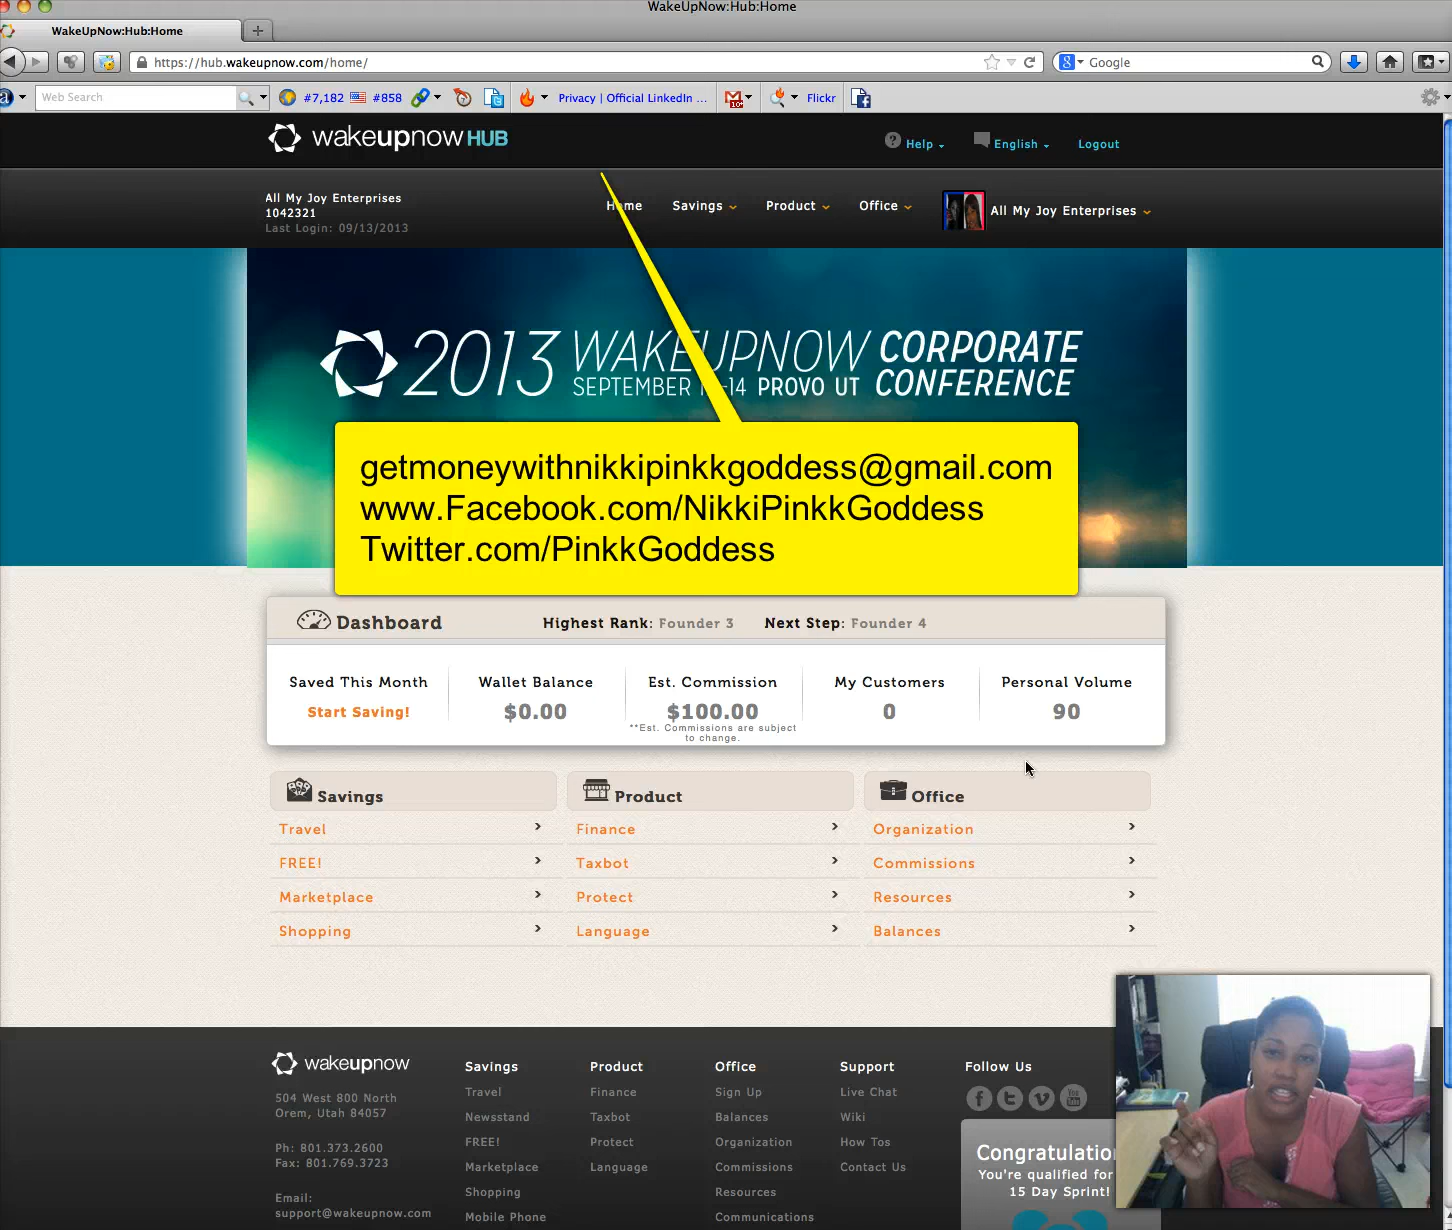 WakeUpNow:Hub:Home
WakeUpNow:Hub:Home
https://hub.wakeupnow.com/home/
Google
Web Search
#7,182
#858
Privacy | Official LinkedIn ...
Flickr
wakeupnow HUB
Help
English
Logout
All My Joy Enterprises
1042321
Last Login: 09/13/2013
Home
Savings
Product
Office
All My Joy Enterprises
2013 WAKEUPNOW CORPORATE CONFERENCE
SEPTEMBER -14 PROVO UT
getmoneywithnikkipinkkgoddess@gmail.com
www.Facebook.com/NikkiPinkkGoddess
Twitter.com/PinkkGoddess
Dashboard
Highest Rank: Founder 3
Next Step: Founder 4
Saved This Month
Start Saving!
Wallet Balance
$0.00
Est. Commission
$100.00
**Est. Commissions are subject
to change.
My Customers
0
Personal Volume
90
Savings
Travel
FREE!
Marketplace
Shopping
Product
Finance
Taxbot
Protect
Language
Office
Organization
Commissions
Resources
Balances
wakeupnow
504 West 800 North
Orem, Utah 84057
Ph: 801.373.2600
Fax: 801.769.3723
Email:
support@wakeupnow.com
Savings
Travel
Newsstand
FREE!
Marketplace
Shopping
Mobile Phone
Product
Finance
Taxbot
Protect
Language
Office
Sign Up
Balances
Organization
Commissions
Resources
Communications
Support
Live Chat
Wiki
How Tos
Contact Us
Follow Us
Congratulation
You're qualified for
15 Day Sprint!